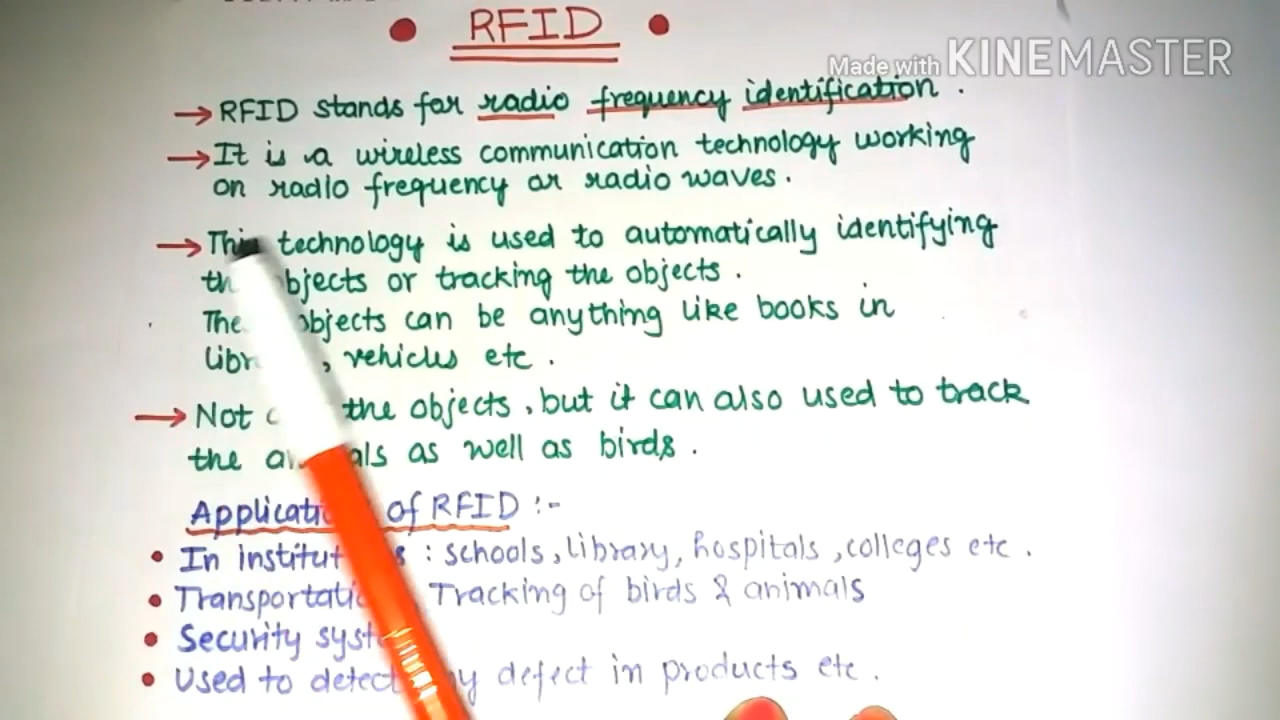 RFID
Made with KINEMASTER
→ RFID stands for radio frequency identification .
→ It is a wireless communication technology working
on radio frequency or radio waves .
→ This technology is used to automatically identifying
objects or tracking the objects .
objects can be anything like books in
, vehicles etc .
→ Not the objects , but it can also used to track
the as well as birds .
of RFID :-
• In : schools , library , hospitals , colleges etc .
• Tracking of birds & animals
• Security
• Used to detect defect in products etc .